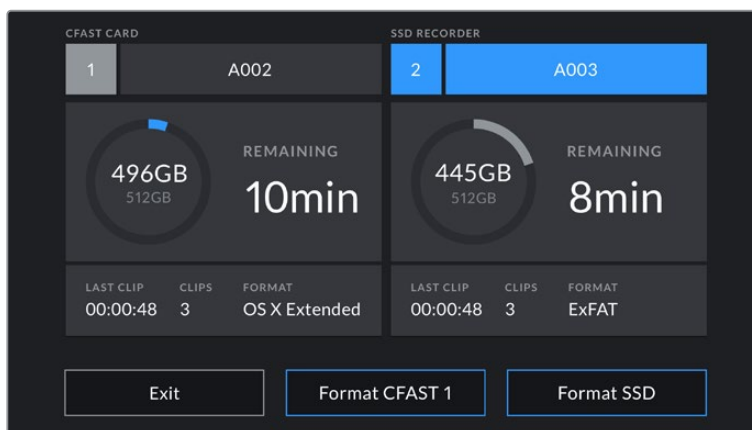 CFAST CARD
1 A002
496GB
512GB
REMAINING
10min
LAST CLIP CLIPS FORMAT
00:00:48 3 OS X Extended
SSD RECORDER
2 A003
445GB
512GB
REMAINING
8min
LAST CLIP CLIPS FORMAT
00:00:48 3 ExFAT
Exit Format CFAST 1 Format SSD